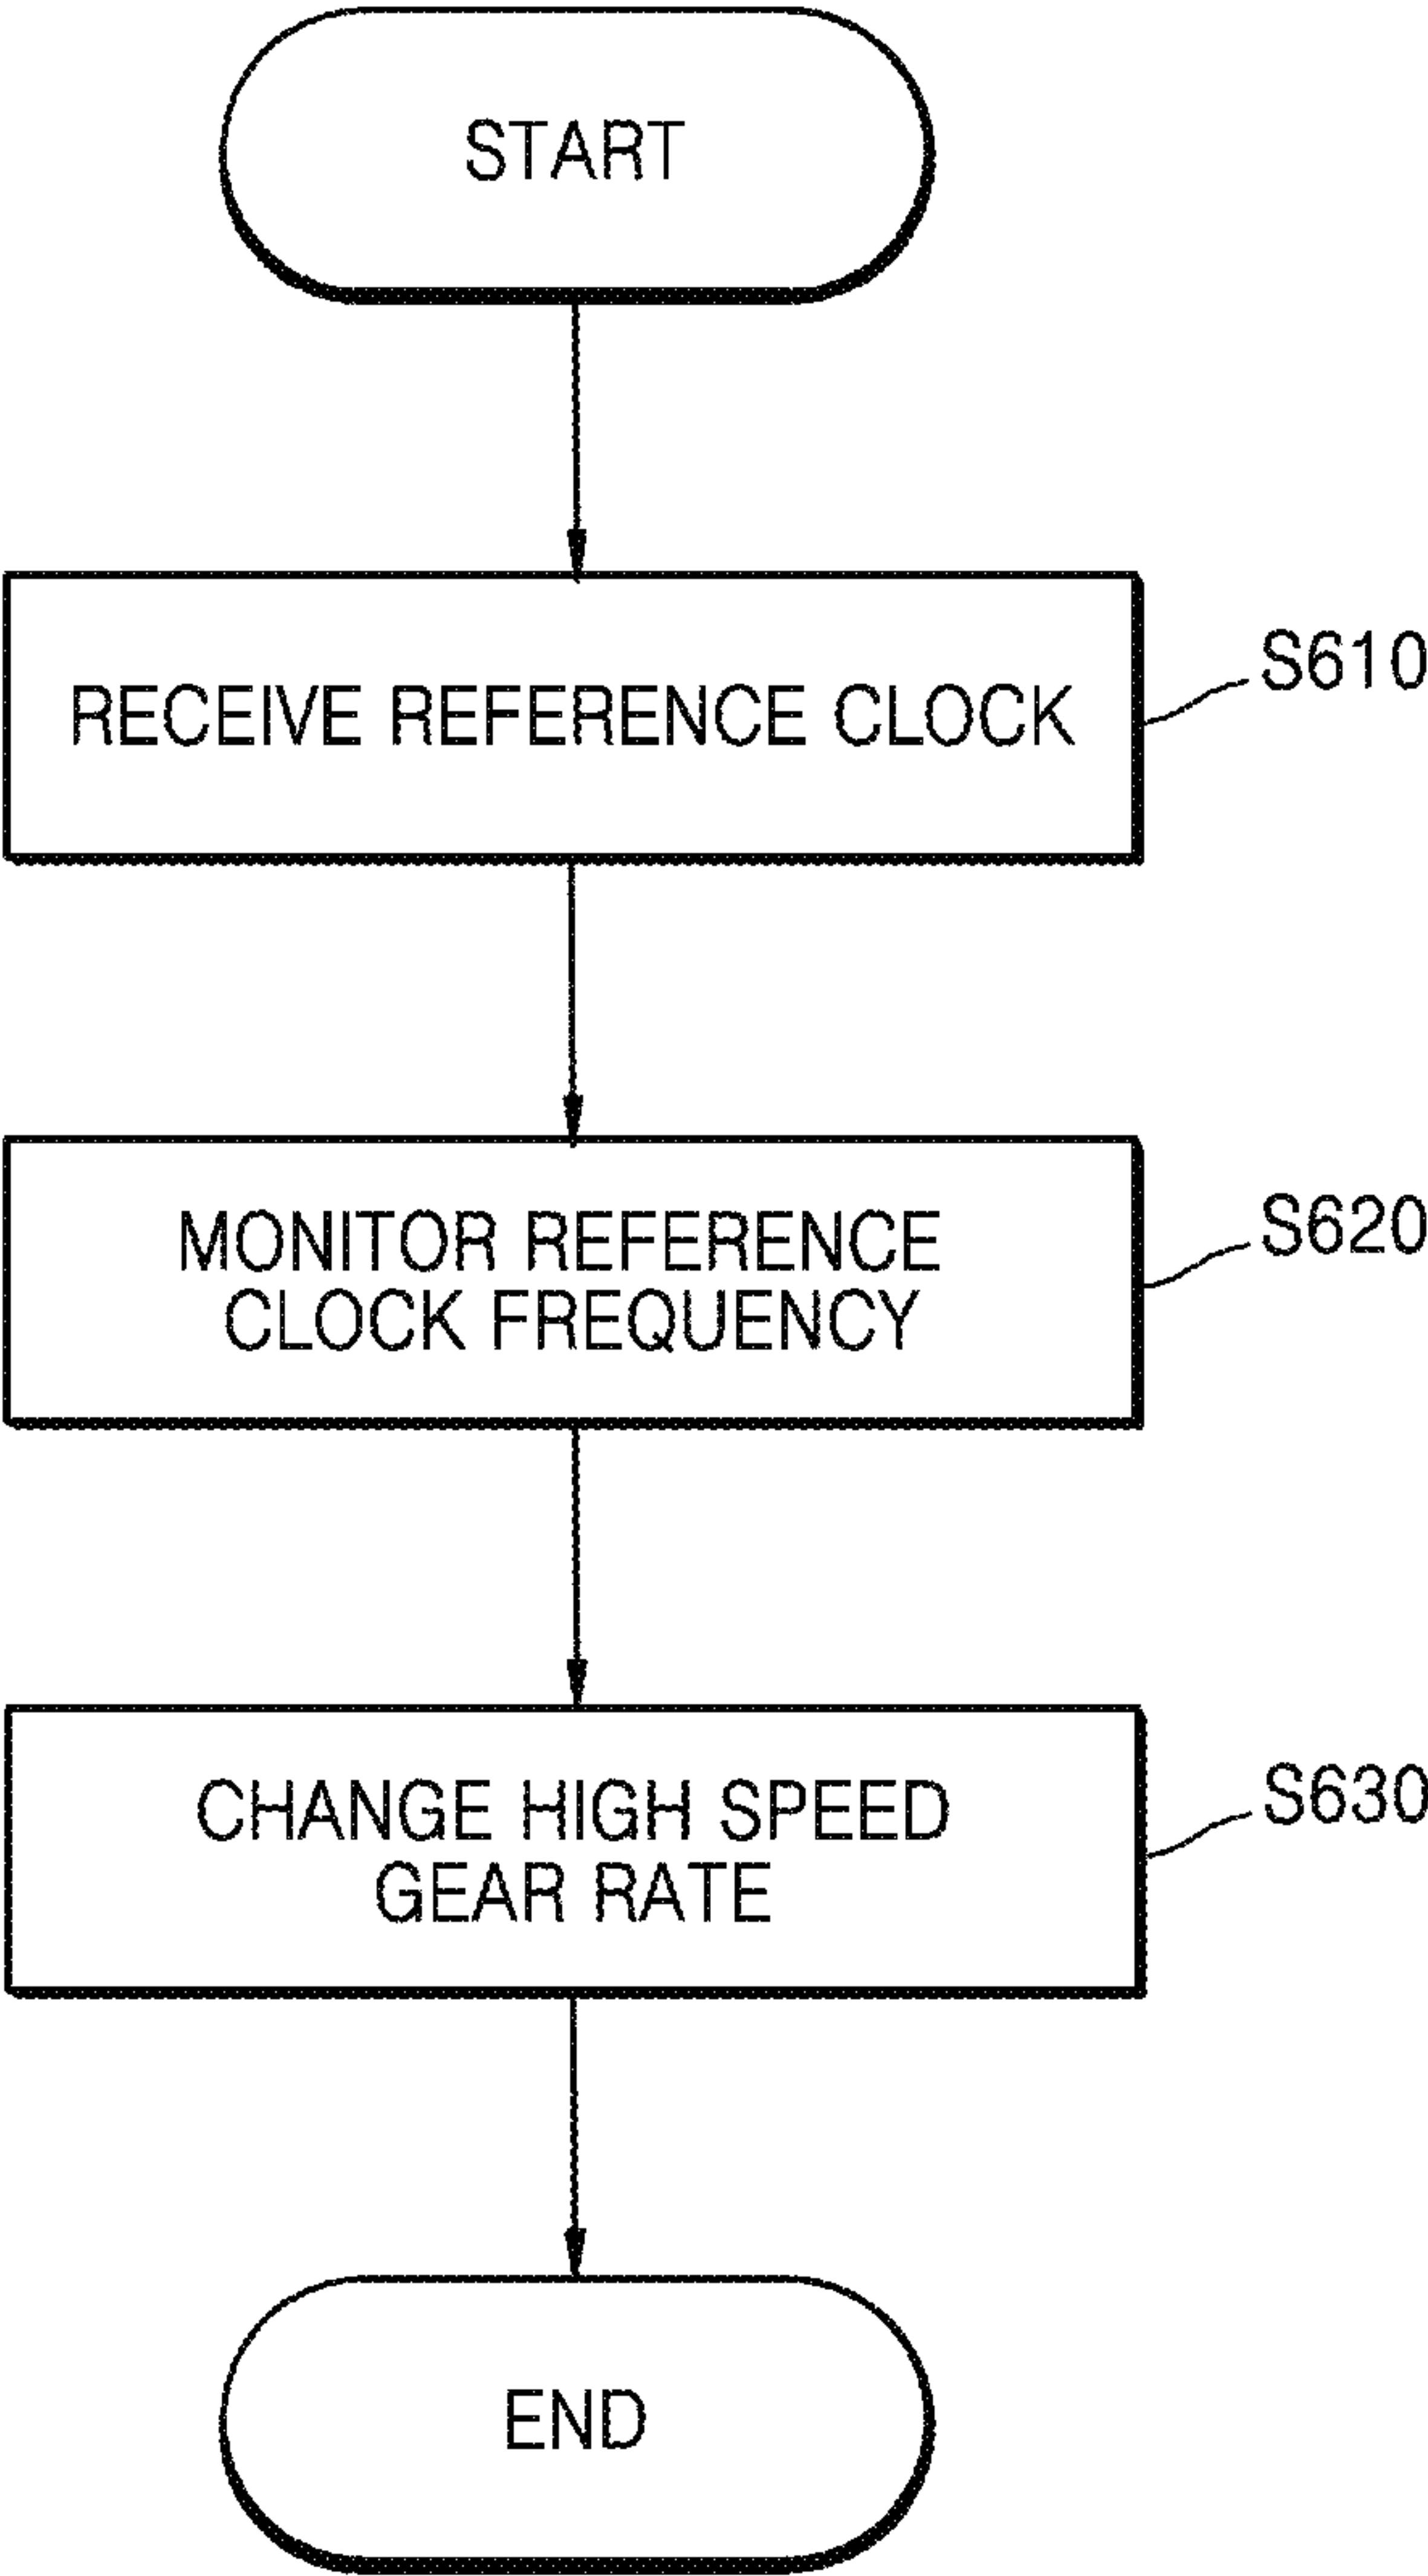 START
RECEIVE REFERENCE CLOCK
S610
MONITOR REFERENCE
CLOCK FREQUENCY
S620
CHANGE HIGH SPEED
GEAR RATE
S630
END